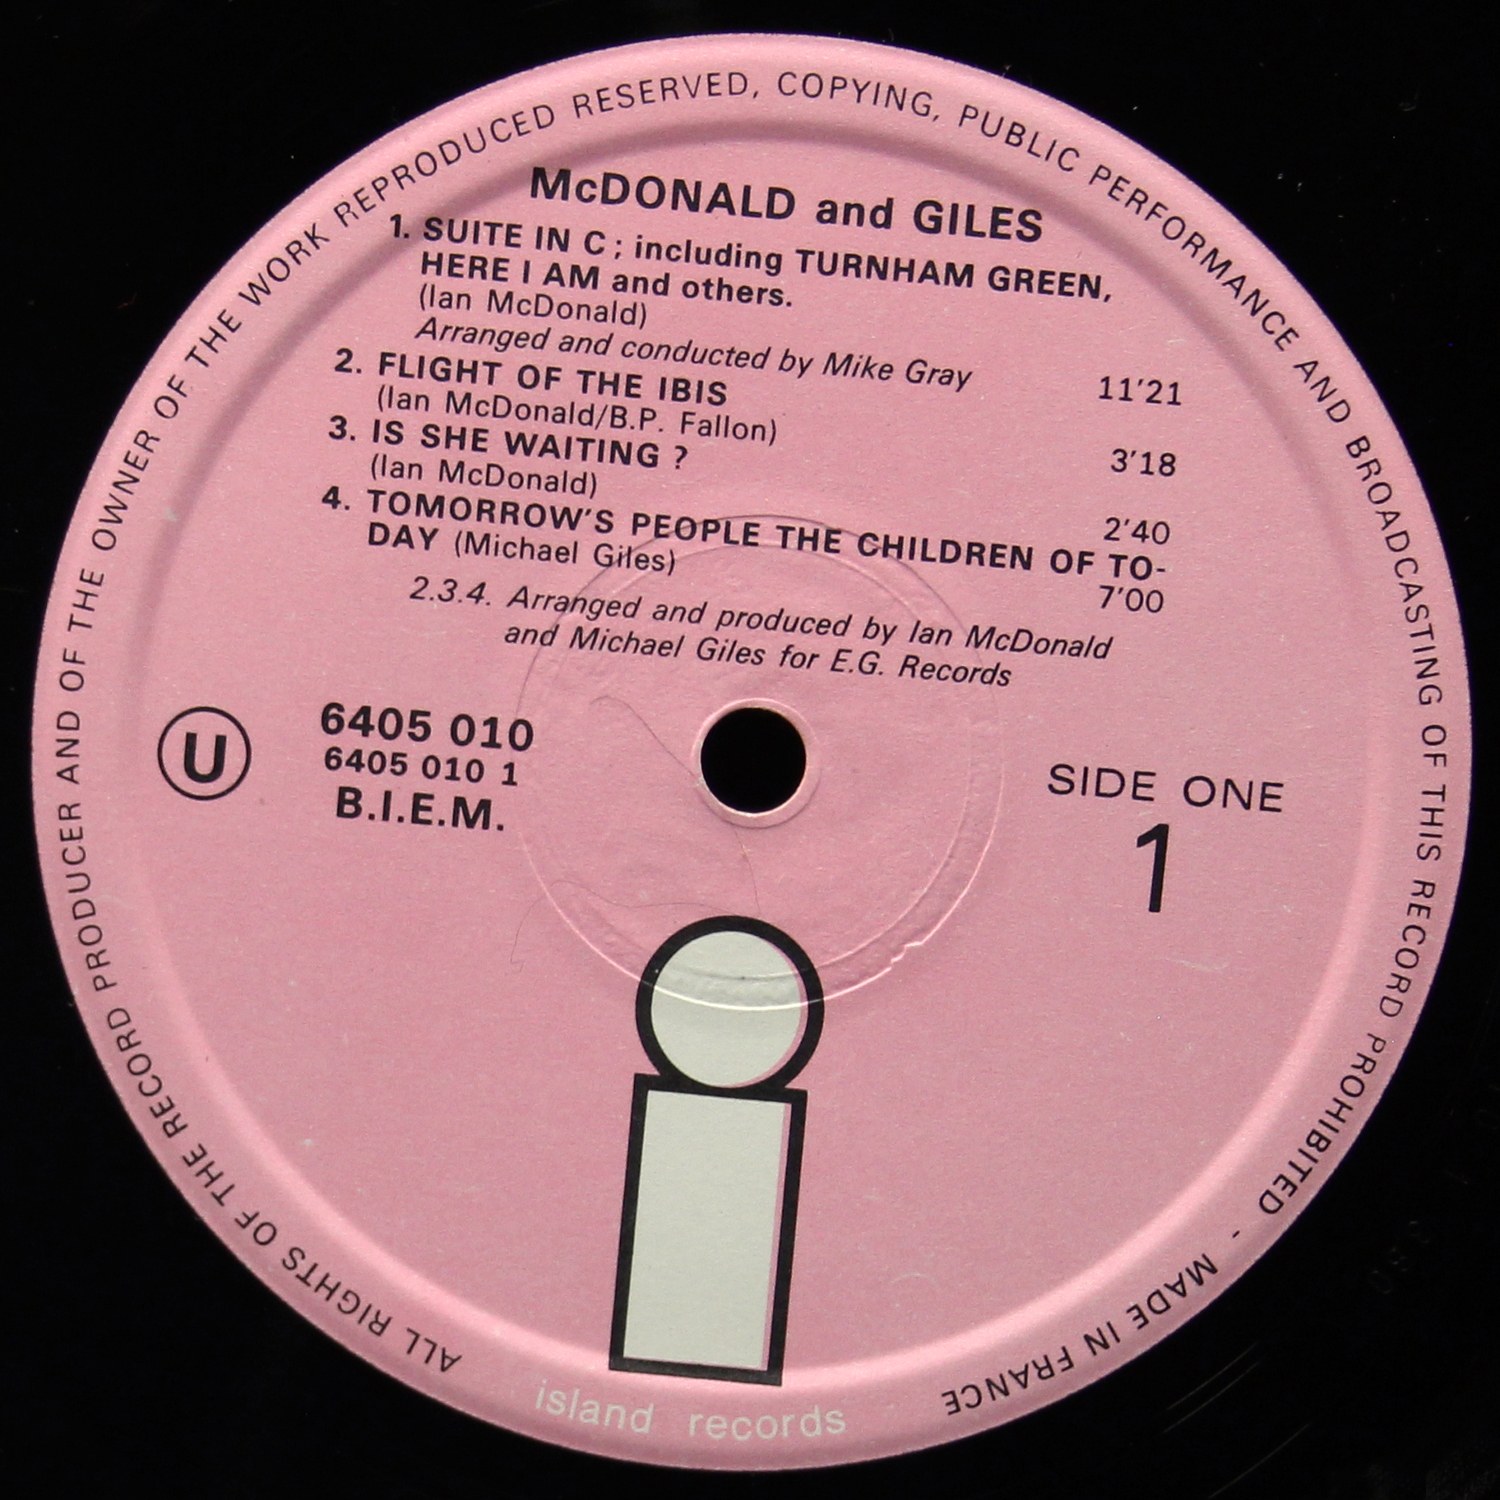 ALL RIGHTS OF THE RECORD PRODUCER AND OF THE OWNER OF THE WORK REPRODUCED RESERVED, COPYING, PUBLIC PERFORMANCE AND BROADCASTING OF THIS RECORD PROHIBITED - MADE IN FRANCE
McDONALD and GILES
1. SUITE IN C ; including TURNHAM GREEN,
HERE I AM and others.
(Ian McDonald)
Arranged and conducted by Mike Gray 11'21
2. FLIGHT OF THE IBIS
(Ian McDonald/B.P. Fallon) 3'18
3. IS SHE WAITING ?
(Ian McDonald) 2'40
4. TOMORROW'S PEOPLE THE CHILDREN OF TO-
DAY (Michael Giles) 7'00
2.3.4. Arranged and produced by Ian McDonald
and Michael Giles for E.G. Records
U
6405 010
6405 010 1
B.I.E.M.
SIDE ONE
1
i
island records